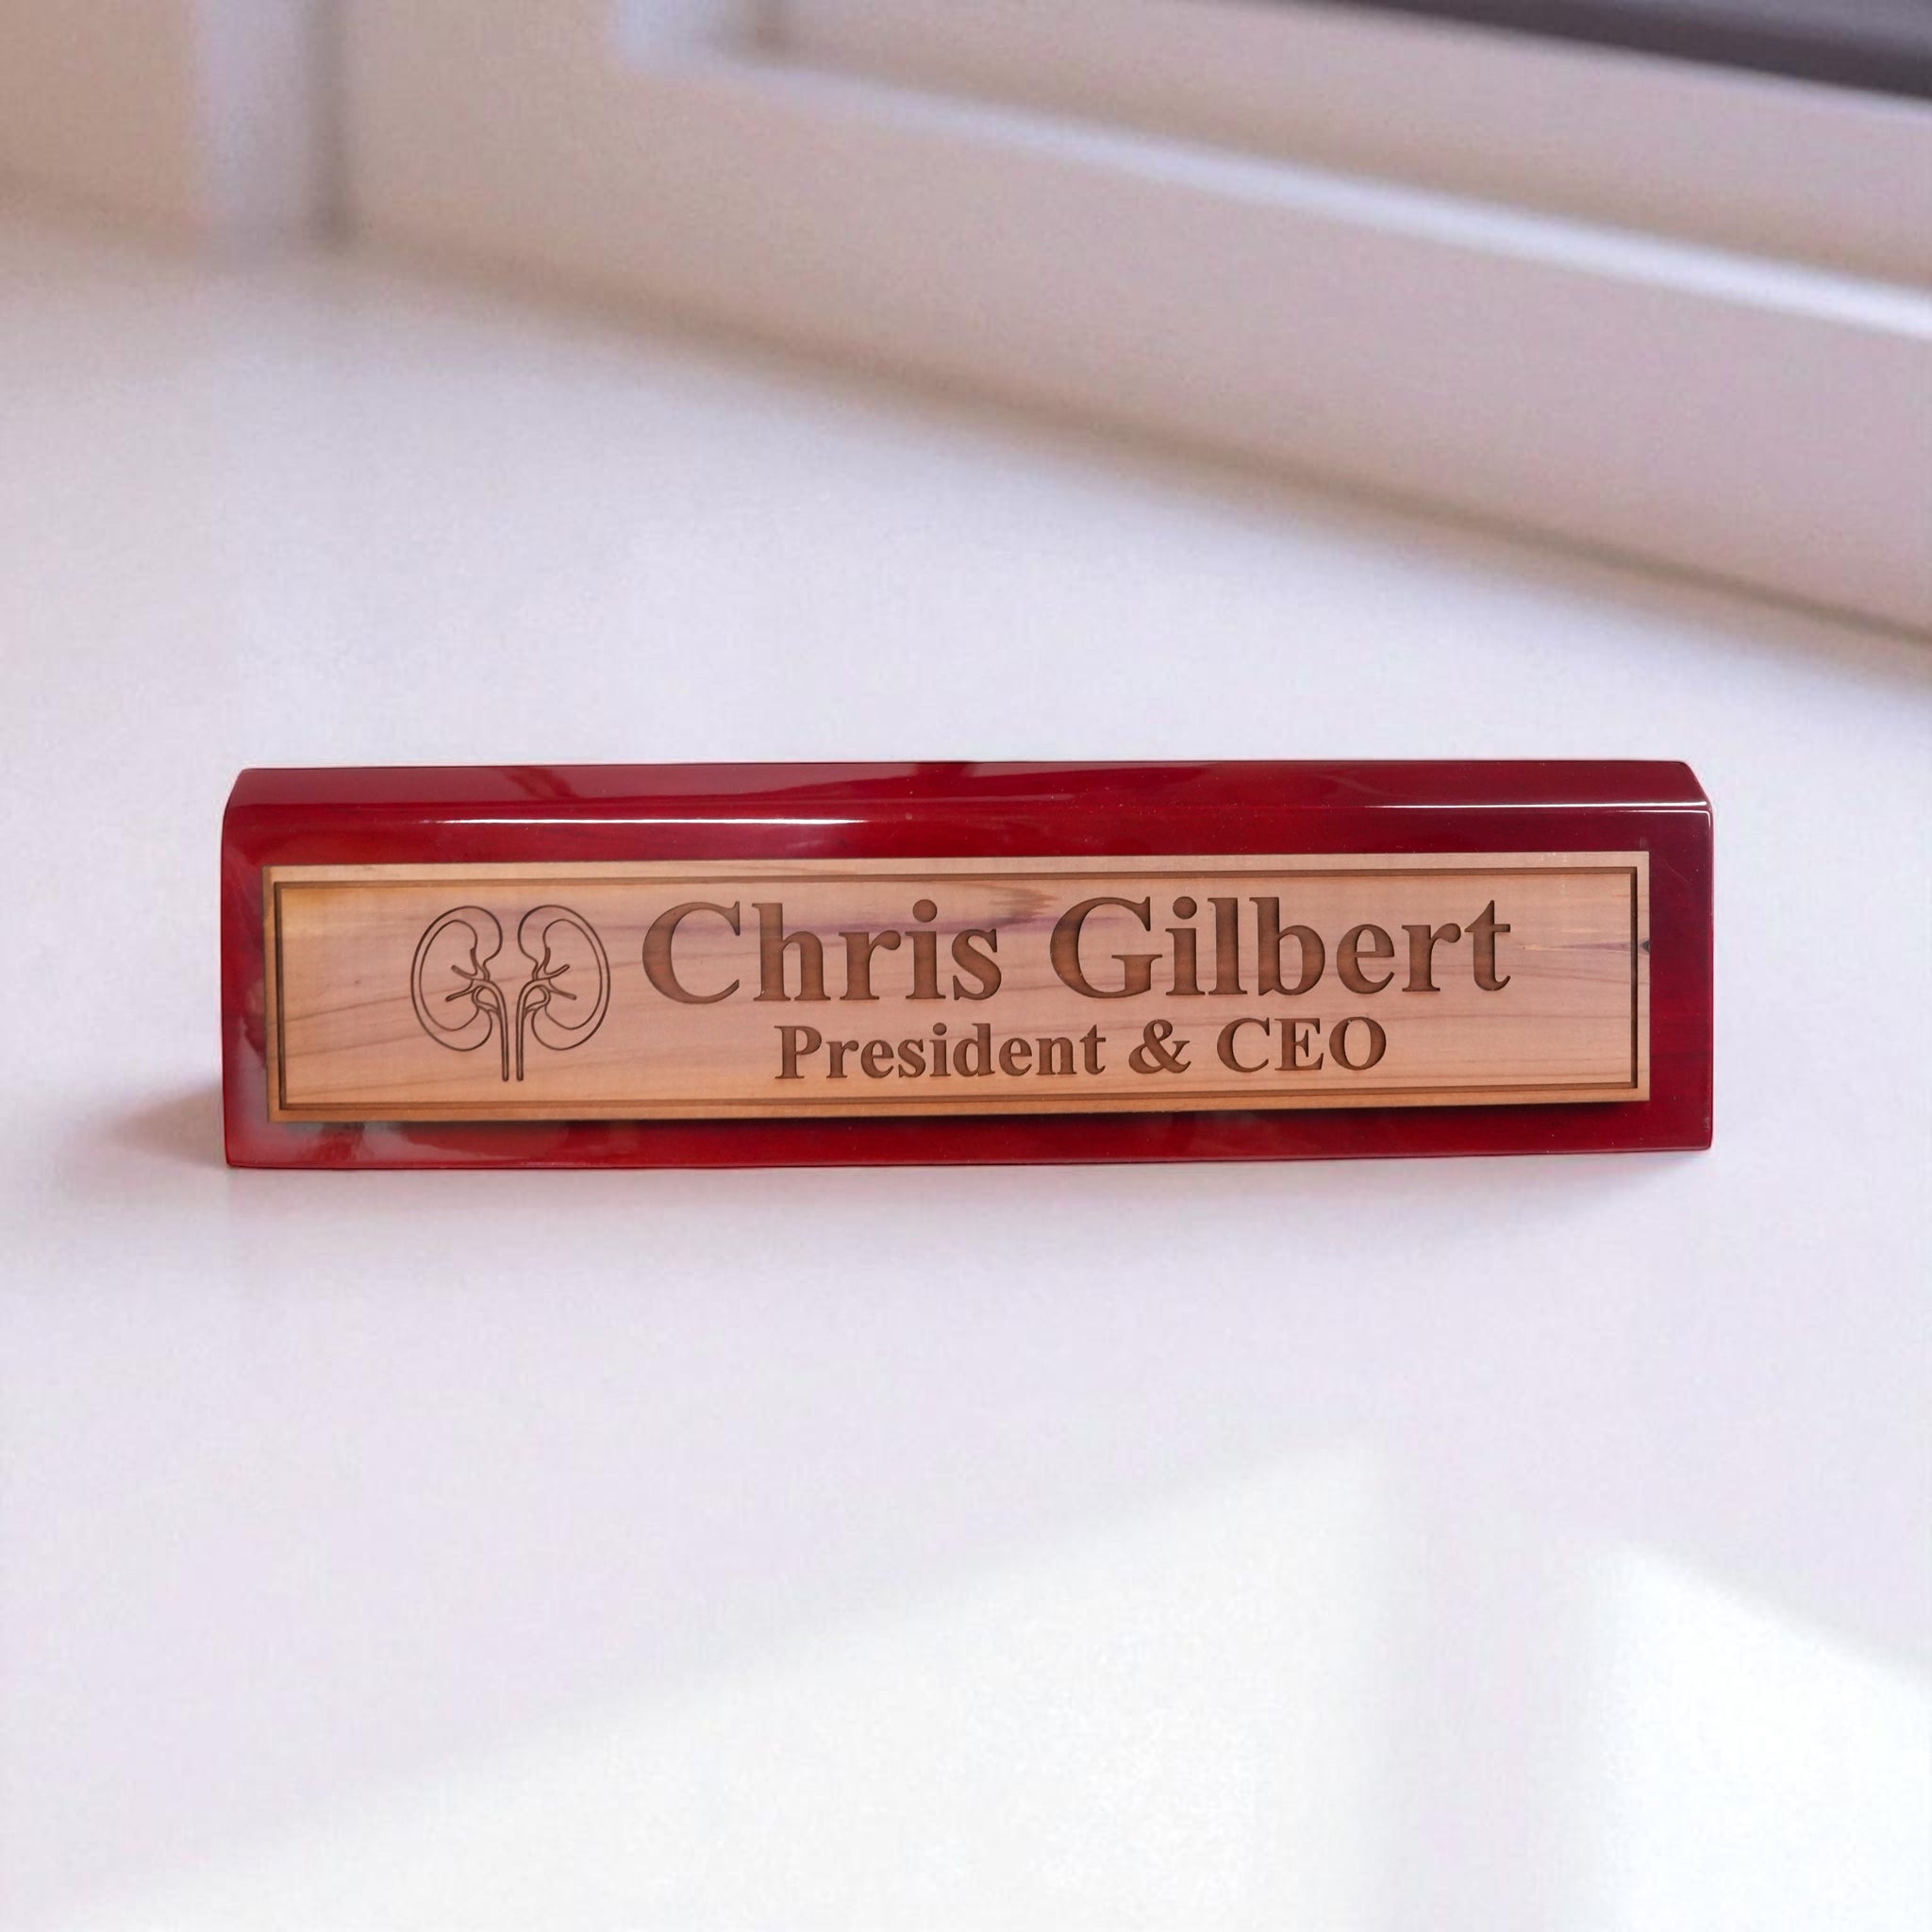 Chris Gilbert
President & CEO